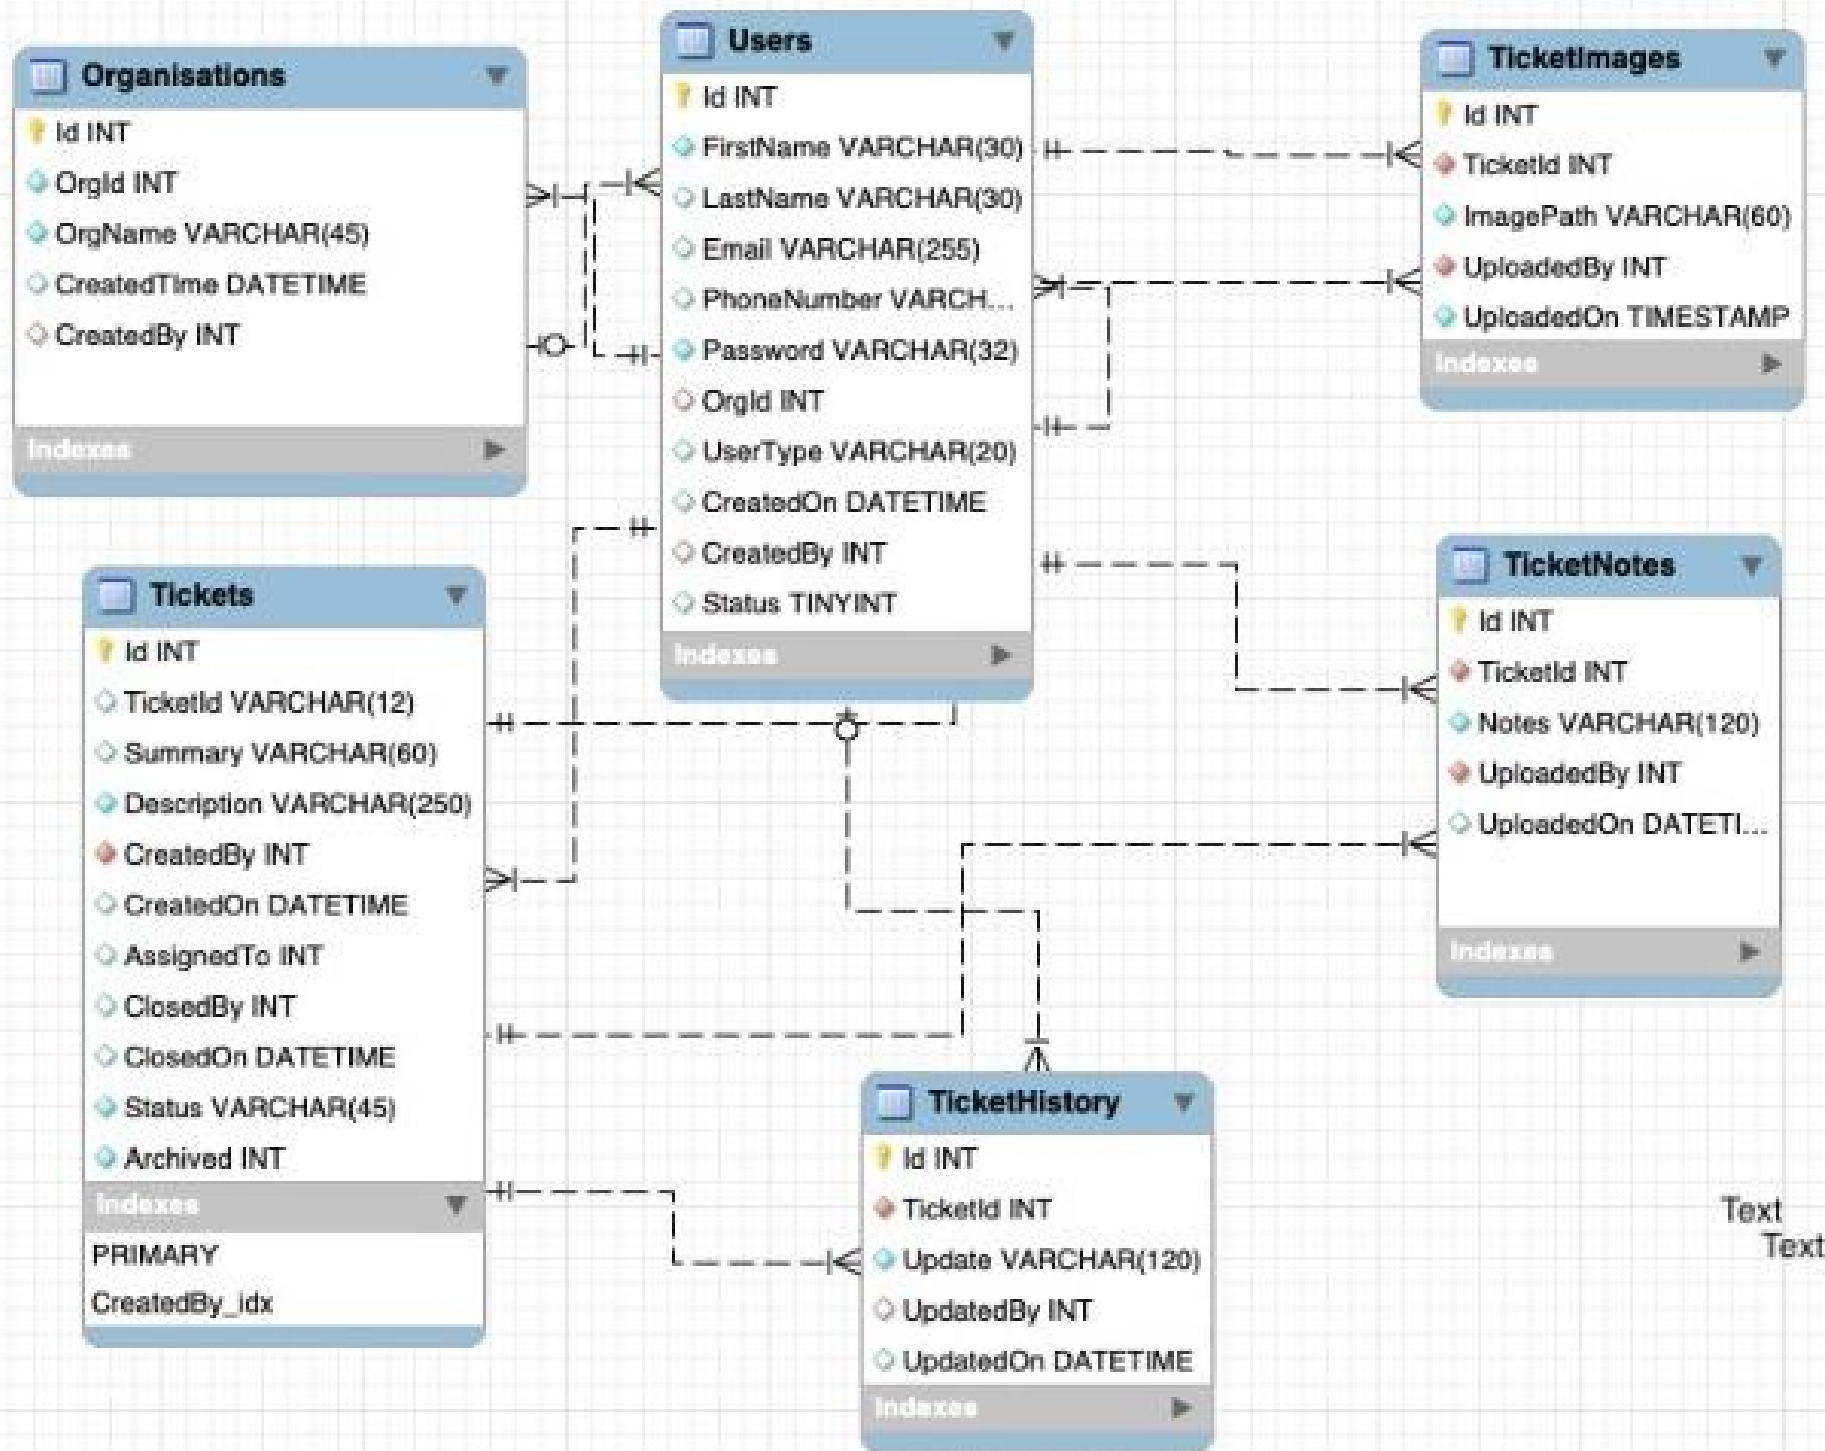 Organisations
Id INT
OrgId INT
OrgName VARCHAR(45)
CreatedTIme DATETIME
CreatedBy INT
Indexes
Users
Id INT
FirstName VARCHAR(30)
LastName VARCHAR(30)
Email VARCHAR(255)
PhoneNumber VARCH...
Password VARCHAR(32)
OrgId INT
UserType VARCHAR(20)
CreatedOn DATETIME
CreatedBy INT
Status TINYINT
Indexes
TicketImages
Id INT
TicketId INT
ImagePath VARCHAR(60)
UploadedBy INT
UploadedOn TIMESTAMP
Indexes
Tickets
Id INT
TicketId VARCHAR(12)
Summary VARCHAR(60)
Description VARCHAR(250)
CreatedBy INT
CreatedOn DATETIME
AssignedTo INT
ClosedBy INT
ClosedOn DATETIME
Status VARCHAR(45)
Archived INT
Indexes
PRIMARY
CreatedBy_idx
TicketNotes
Id INT
TicketId INT
Notes VARCHAR(120)
UploadedBy INT
UploadedOn DATETI...
Indexes
TicketHistory
Id INT
TicketId INT
Update VARCHAR(120)
UpdatedBy INT
UpdatedOn DATETIME
Indexes
Text
Text